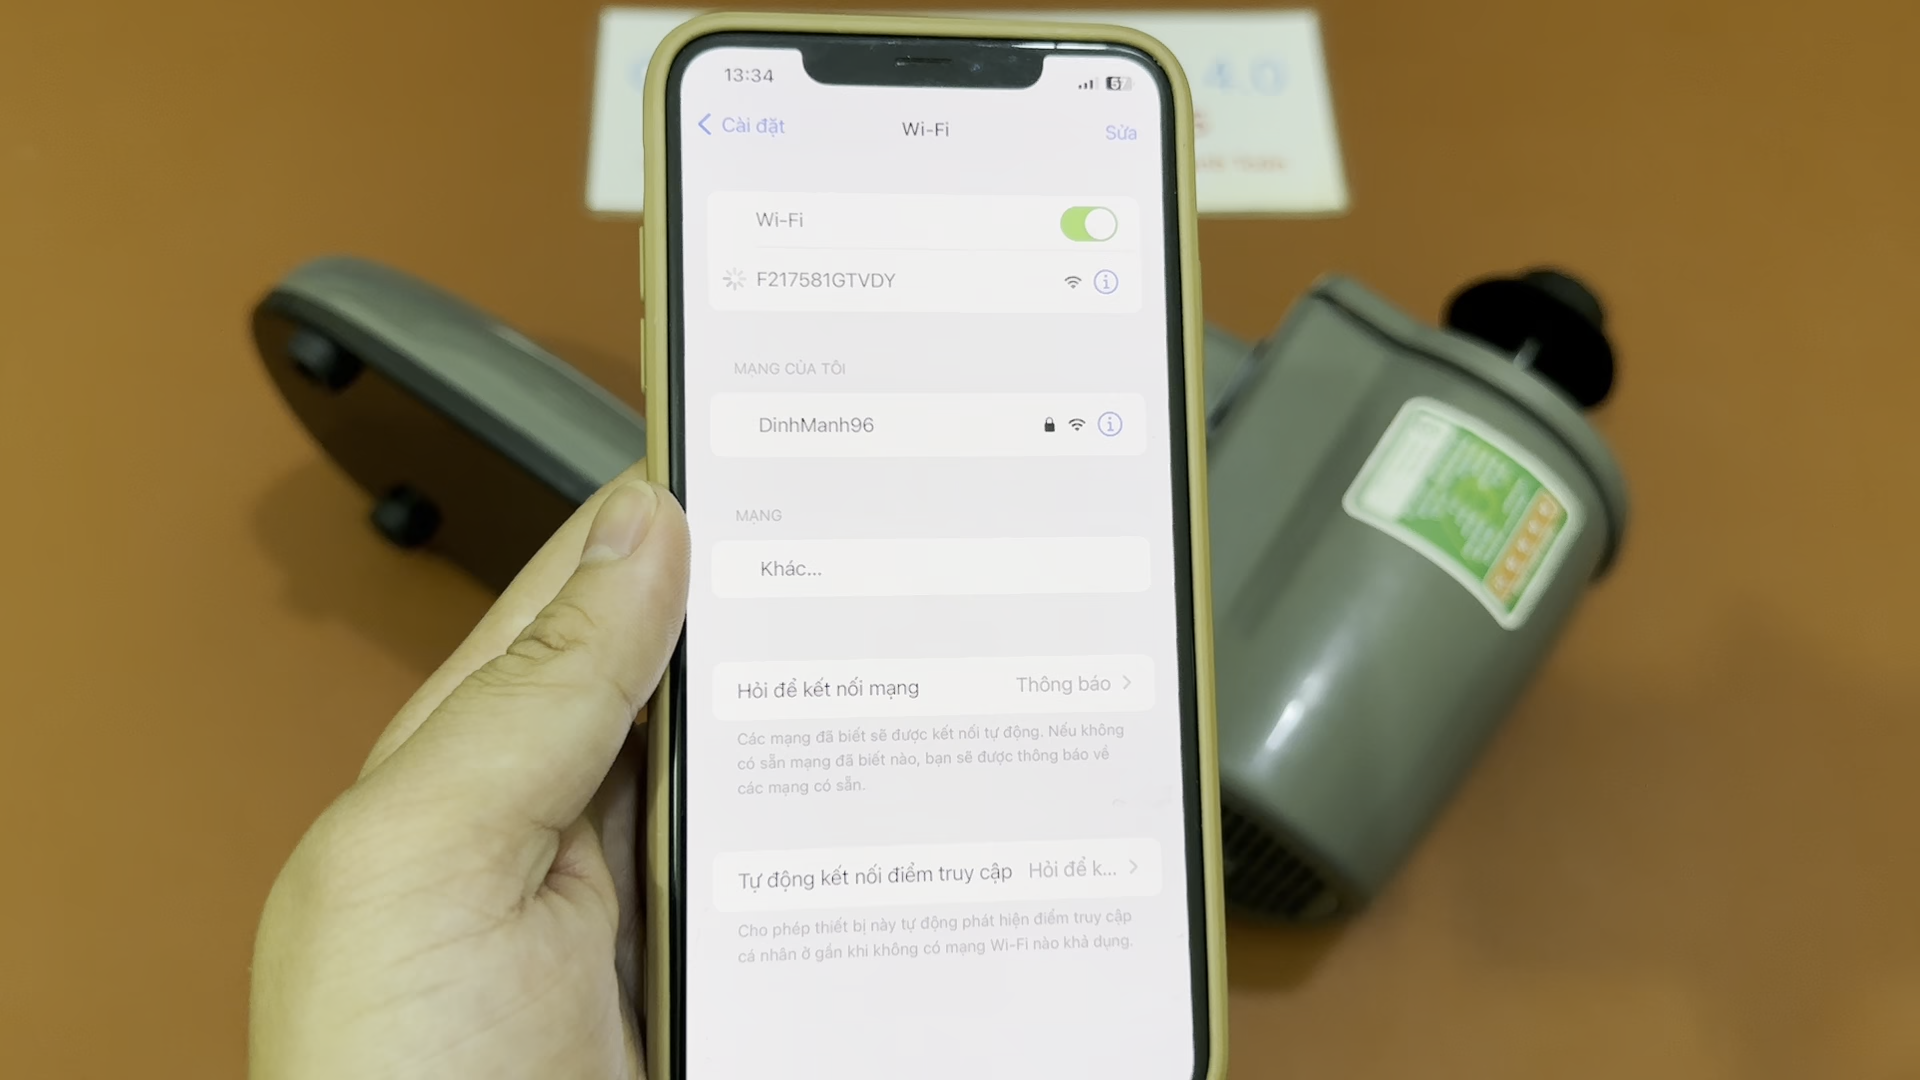 4.0
13:34
67
Cài đặt
Wi-Fi
Sửa
Wi-Fi
F217581GTVDY
MẠNG CỦA TÔI
DinhManh96
MẠNG
Khác...
Hỏi để kết nối mạng
Thông báo
Các mạng đã biết sẽ được kết nối tự động. Nếu không
có sẵn mạng đã biết nào, bạn sẽ được thông báo về
các mạng có sẵn.
Tự động kết nối điểm truy cập
Hỏi để k...
Cho phép thiết bị này tự động phát hiện điểm truy cập
cá nhân ở gần khi không có mạng Wi-Fi nào khả dụng.